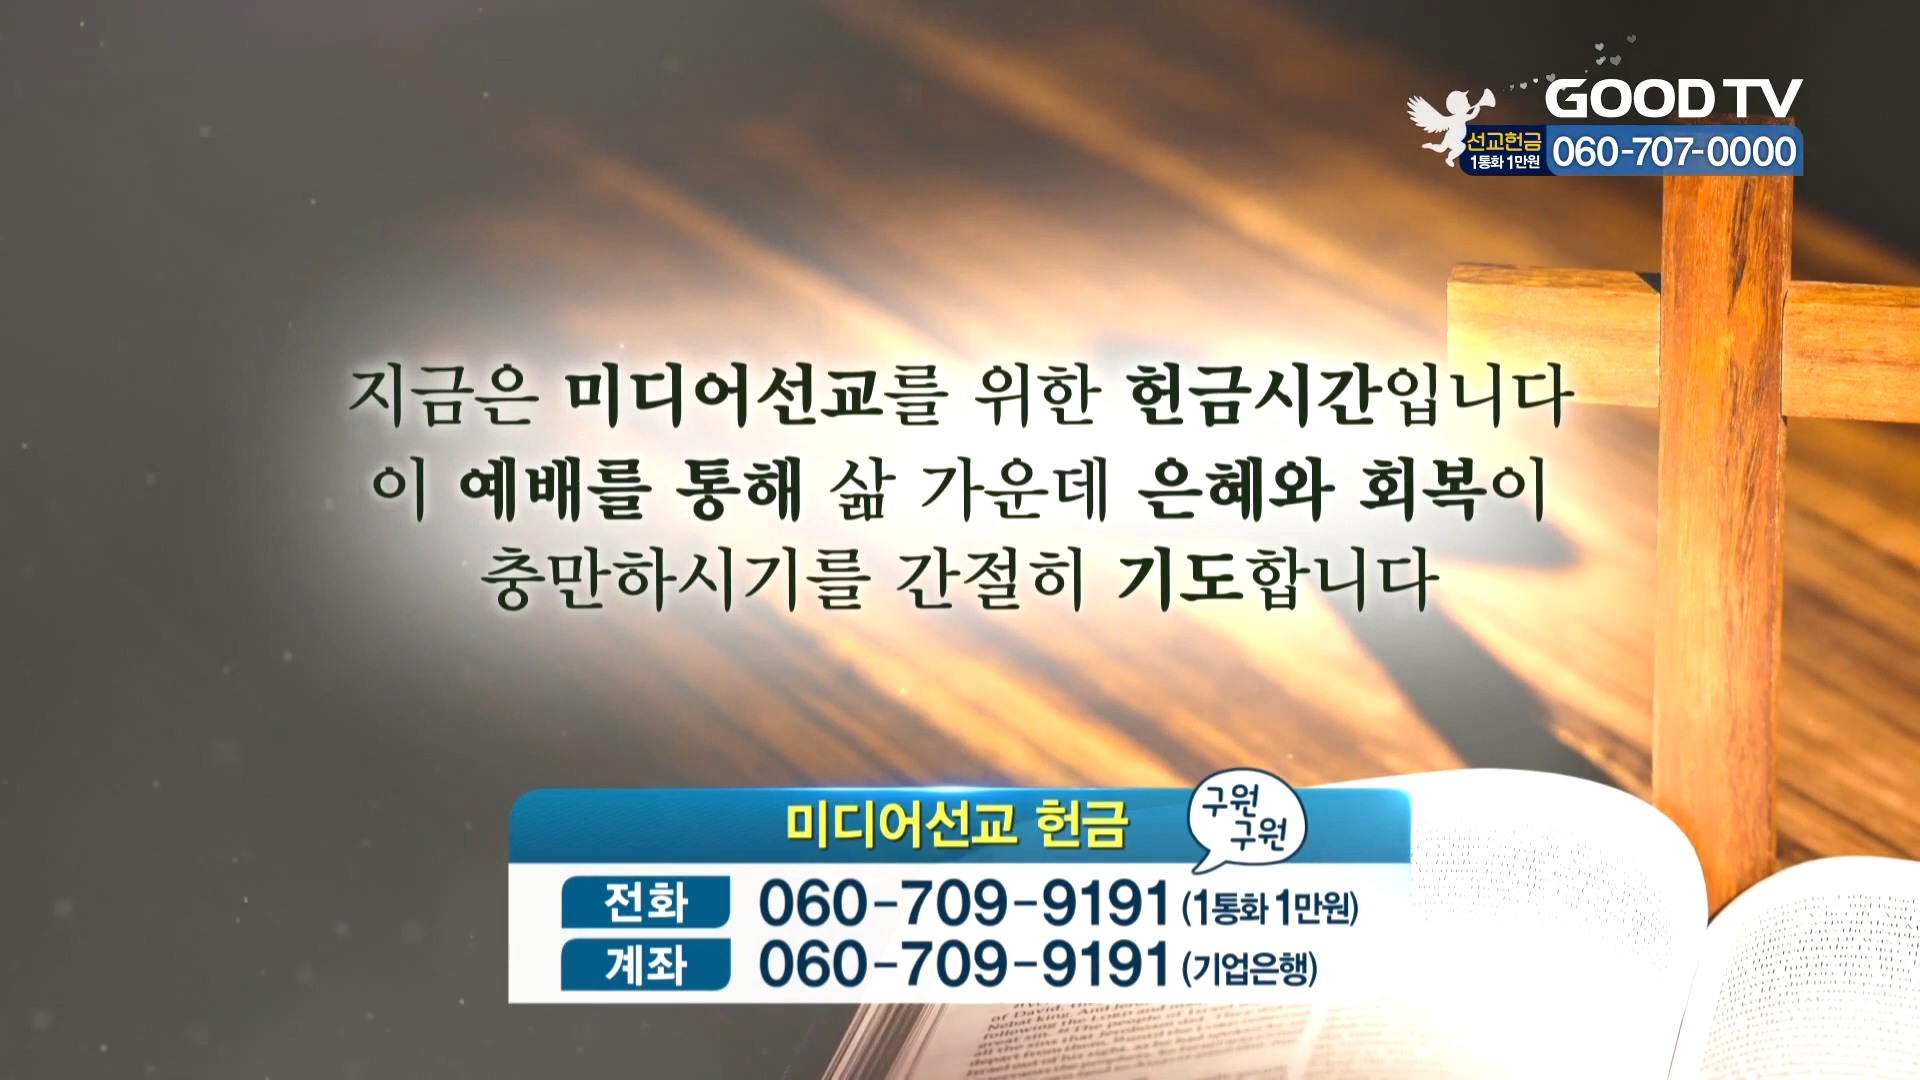 GOOD TV
선교헌금
1통화 1만원
060-707-0000
지금은 미디어선교를 위한 헌금시간입니다
이 예배를 통해 삶 가운데 은혜와 회복이
충만하시기를 간절히 기도합니다
미디어선교 헌금
구원
구원
전화 060-709-9191 (1통화 1만원)
계좌 060-709-9191 (기업은행)